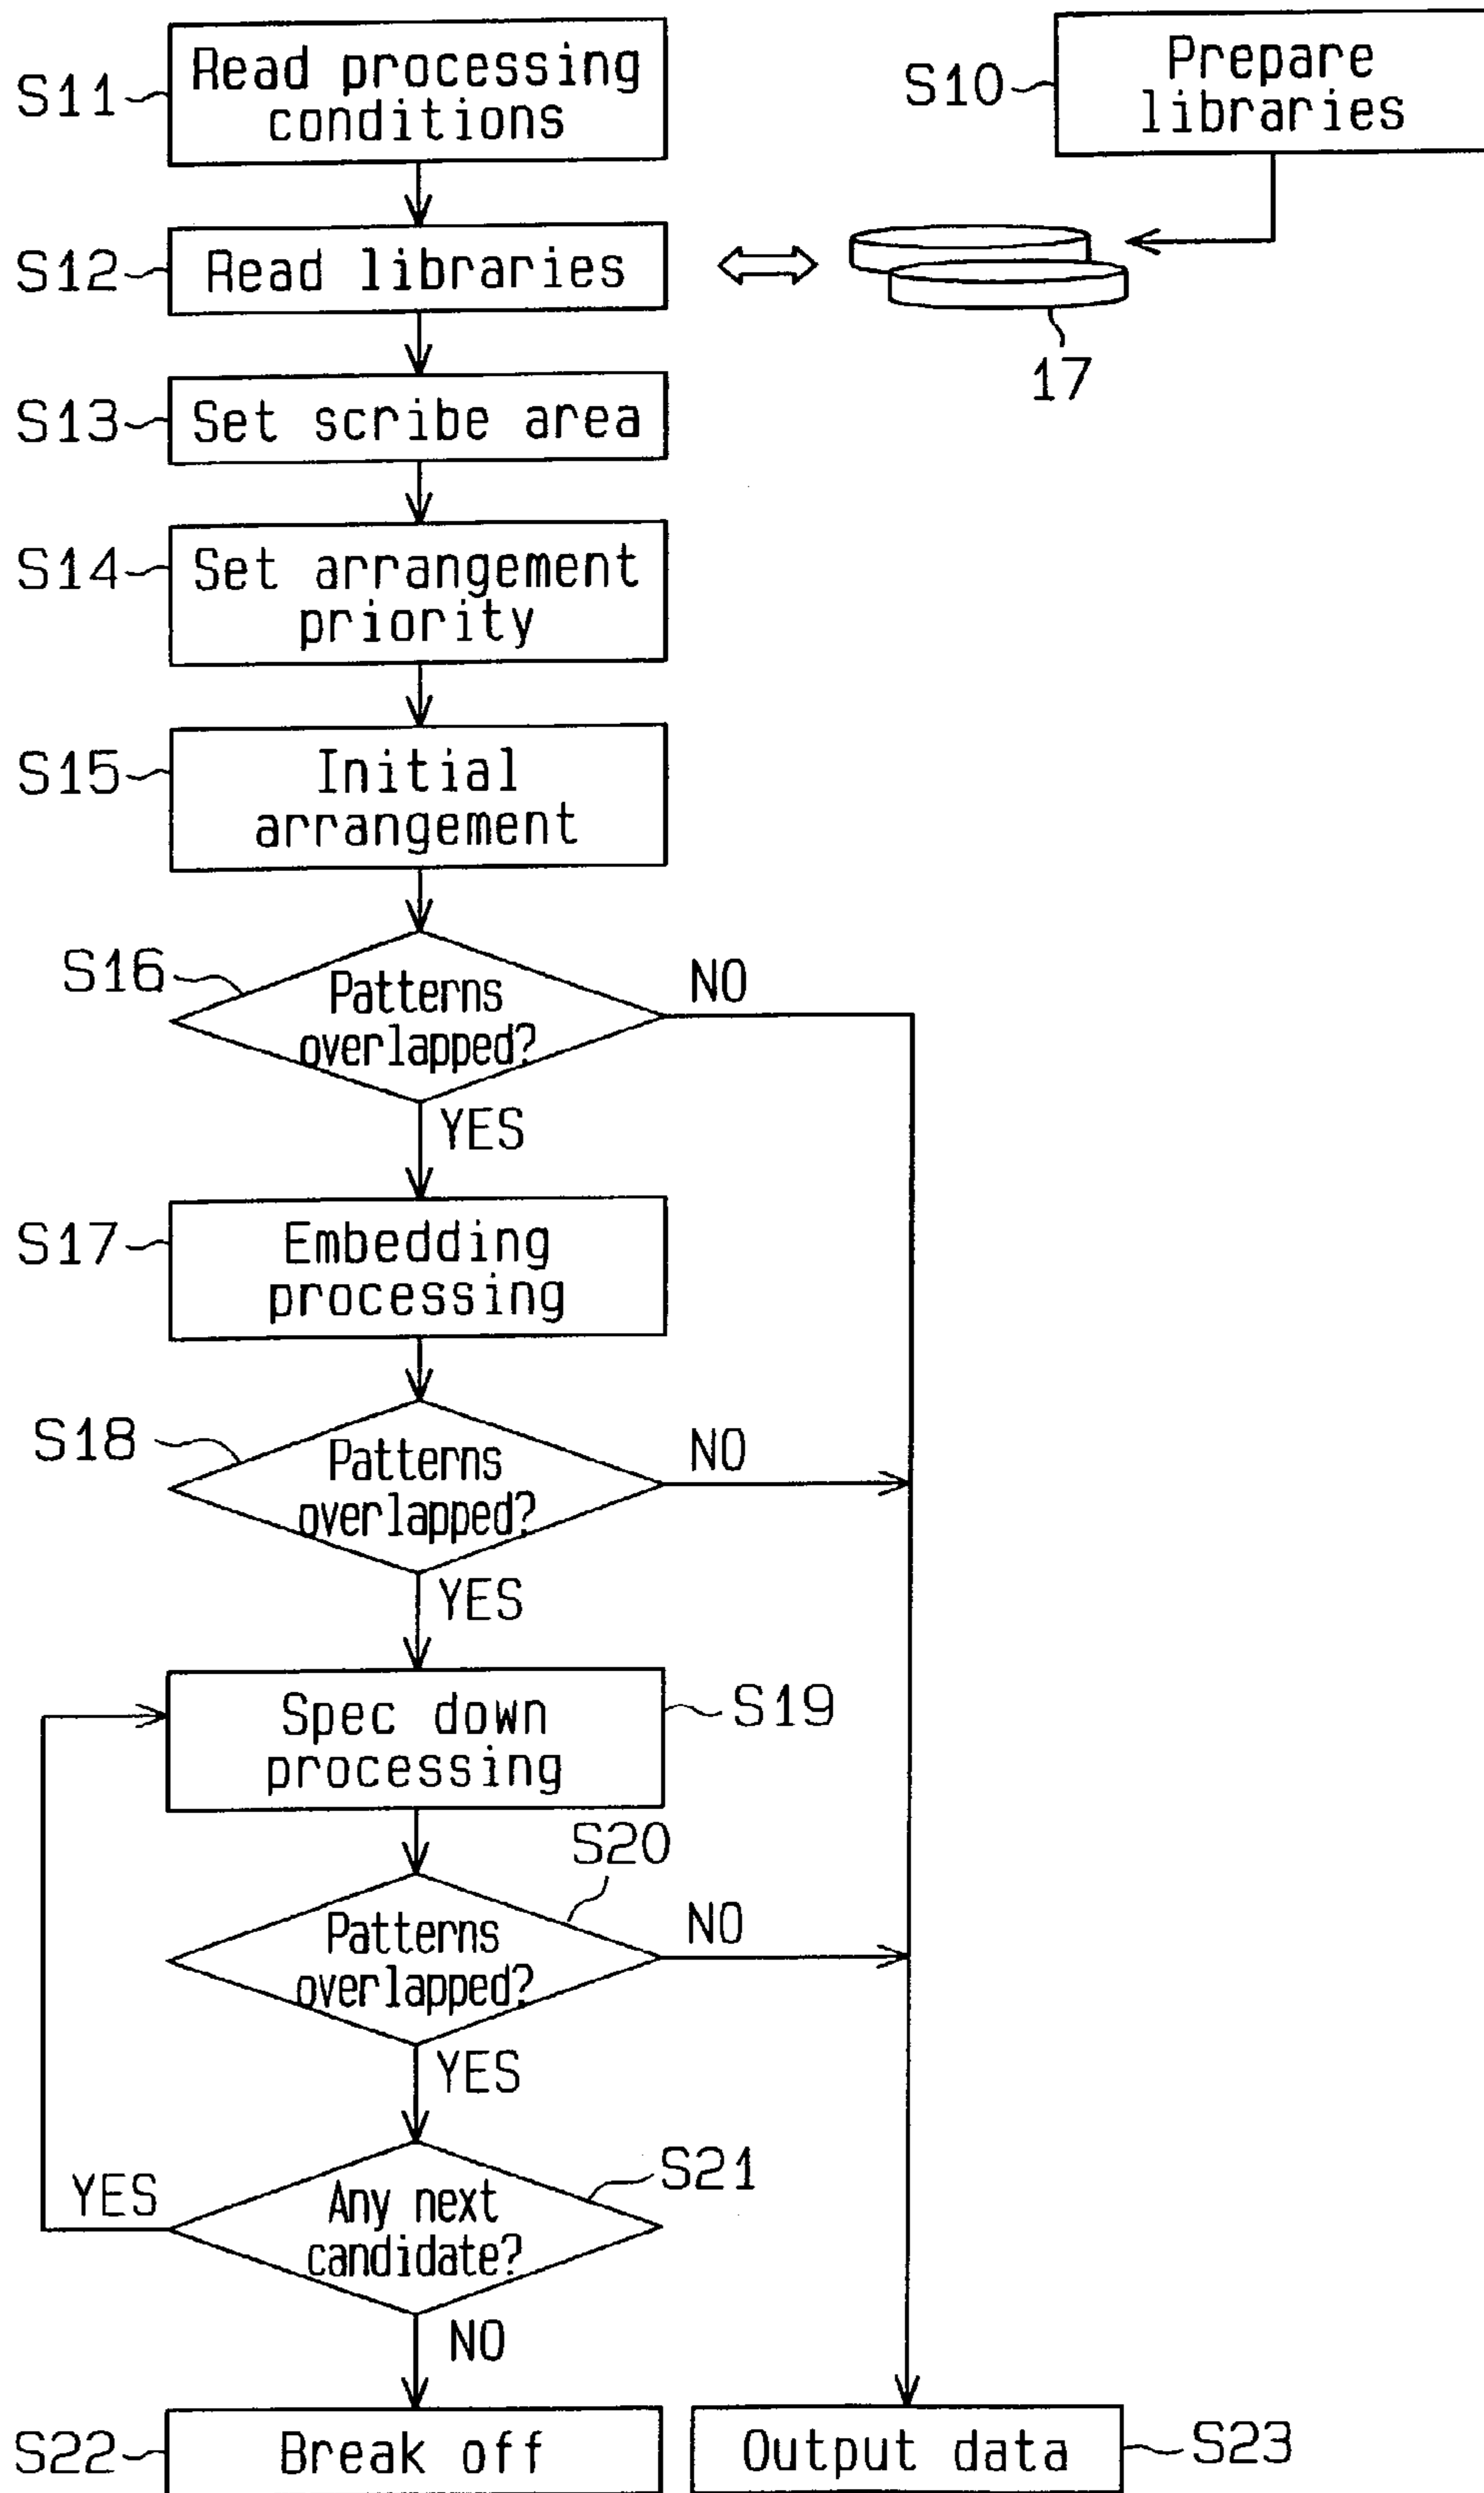 S11
Read processing
conditions
S10
Prepare
libraries
S12
Read libraries
17
S13
Set scribe area
S14
Set arrangement
priority
S15
Initial
arrangement
S16
Patterns
overlapped?
NO
YES
S17
Embedding
processing
S18
Patterns
overlapped?
NO
YES
Spec down
processing
S19
S20
Patterns
overlapped?
NO
YES
S21
Any next
candidate?
YES
NO
S22
Break off
Output data
S23